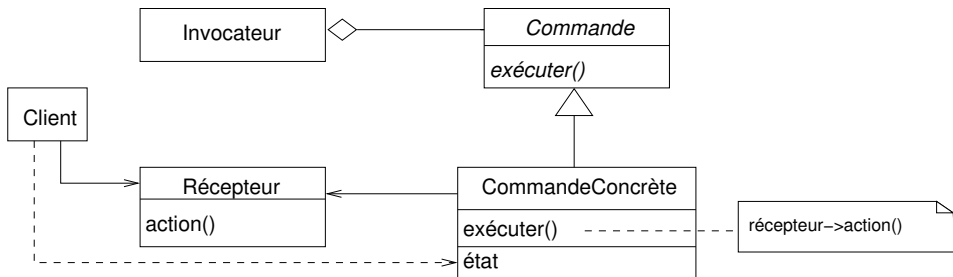 Invocateur
Commande
exécuter()
Client
Récepteur
action()
CommandeConcrète
exécuter()
état
récepteur->action()